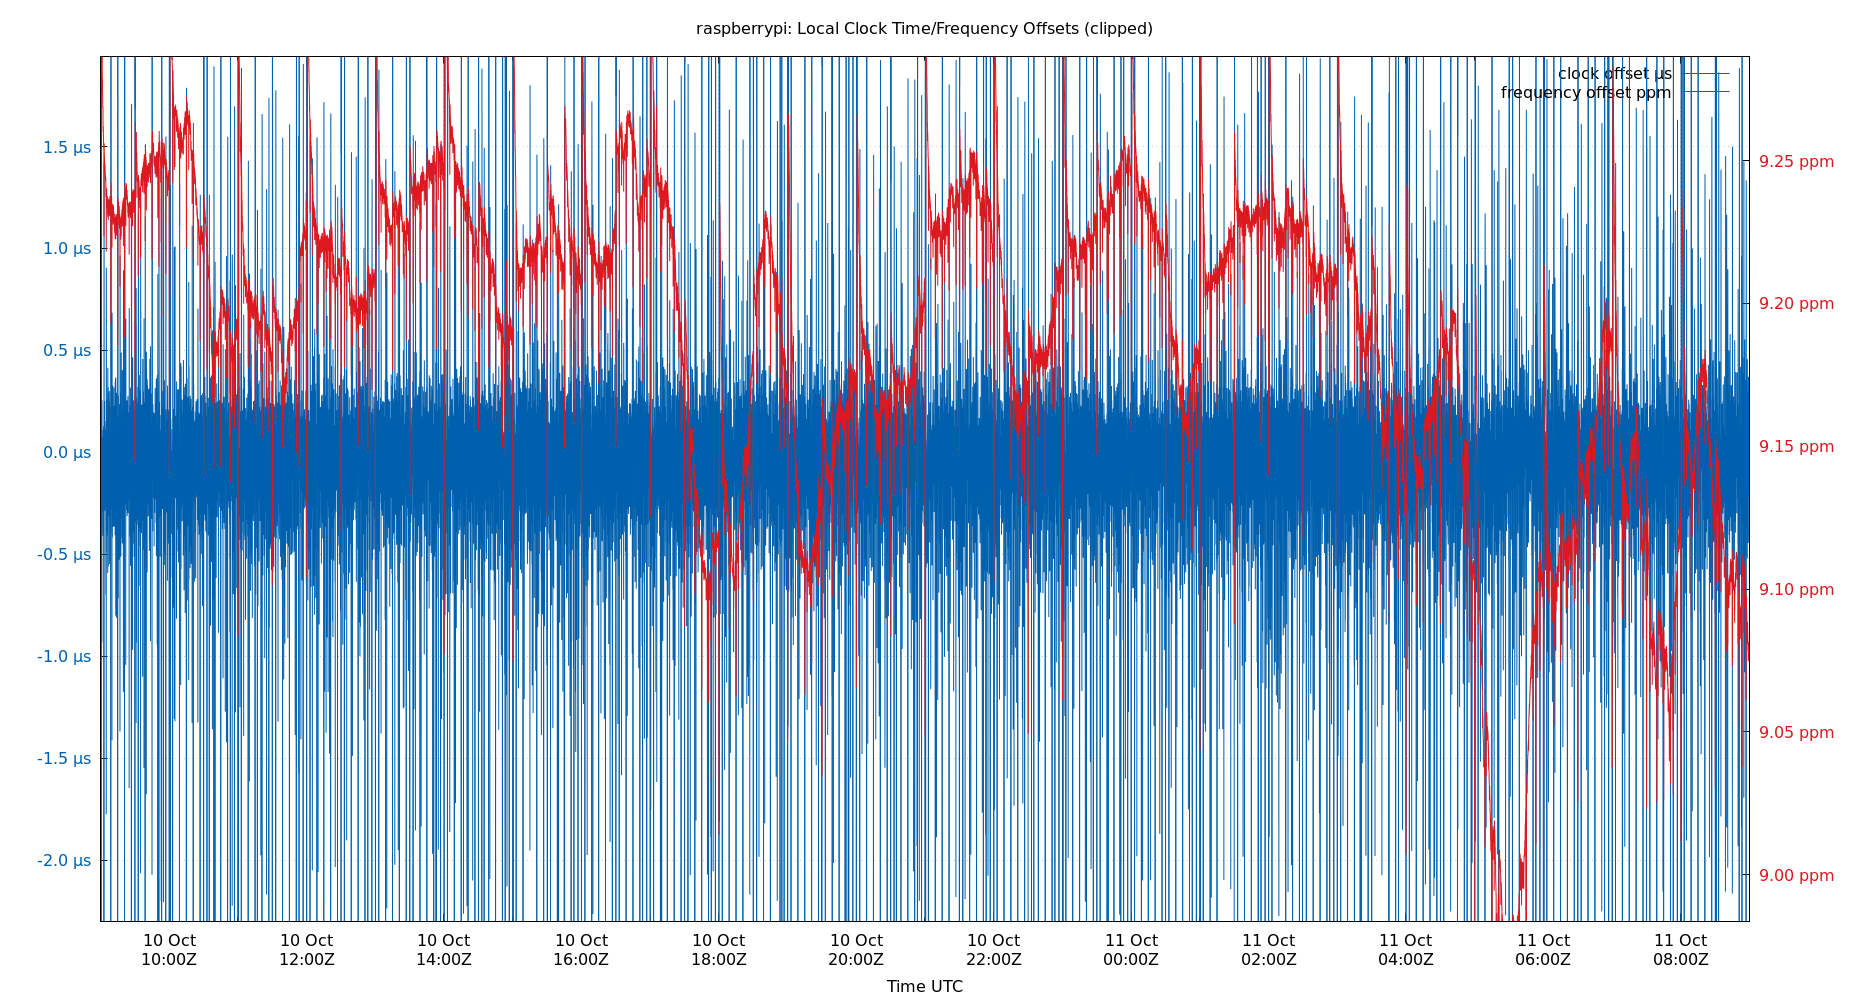 raspberrypi: Local Clock Time/Frequency Offsets (clipped)
clock offset µs
frequency offset ppm
1.5 µs
1.0 µs
0.5 µs
0.0 µs
-0.5 µs
-1.0 µs
-1.5 µs
-2.0 µs
9.25 ppm
9.20 ppm
9.15 ppm
9.10 ppm
9.05 ppm
9.00 ppm
10 Oct 10 Oct 10 Oct 10 Oct 10 Oct 10 Oct 10 Oct 11 Oct 11 Oct 11 Oct 11 Oct 11 Oct
10:00Z 12:00Z 14:00Z 16:00Z 18:00Z 20:00Z 22:00Z 00:00Z 02:00Z 04:00Z 06:00Z 08:00Z
Time UTC